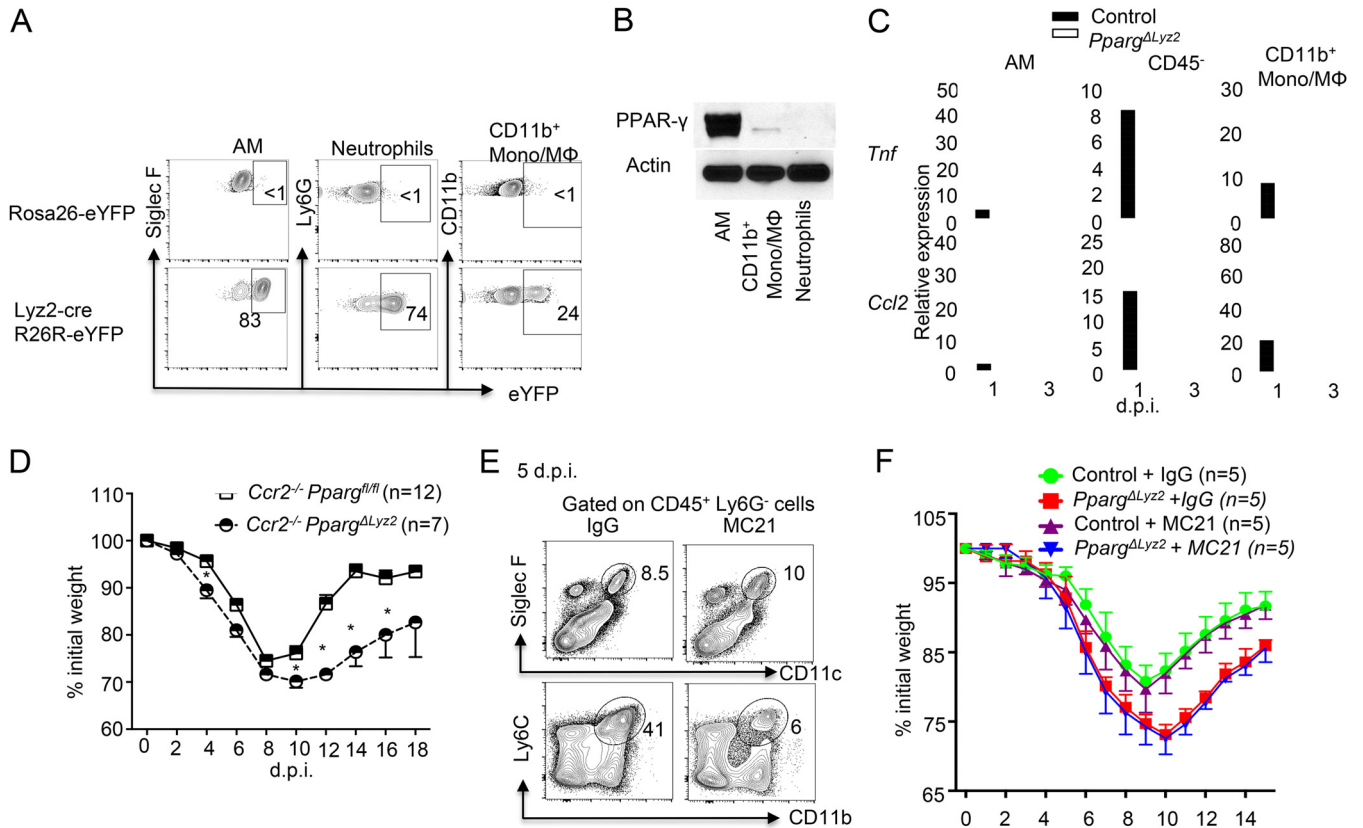 A
AM
Neutrophils
CD11b+
Mono/MΦ
Siglec F
Ly6G
CD11b
Rosa26-eYFP
<1
<1
<1
Lyz2-cre
R26R-eYFP
83
74
24
eYFP
B
PPAR-γ
Actin
AM
CD11b+
Mono/MΦ
Neutrophils
C
Control
PpargΔLyz2
AM
CD45-
CD11b+
Mono/MΦ
Relative expression
Tnf
50
40
30
20
10
0
10
8
6
4
2
0
30
20
10
0
Ccl2
40
30
20
10
0
25
20
15
10
5
0
80
60
40
20
0
1 3
1 3
1 3
d.p.i.
D
Ccr2-/- Ppargfl/fl (n=12)
Ccr2-/- PpargΔLyz2 (n=7)
% initial weight
110
100
90
80
70
60
* * * * *
0 2 4 6 8 10 12 14 16 18
d.p.i.
E
5 d.p.i.
Gated on CD45+ Ly6G- cells
IgG MC21
Siglec F
8.5
10
CD11c
Ly6C
41
6
CD11b
F
Control + IgG (n=5)
PpargΔLyz2 +IgG (n=5)
Control + MC21 (n=5)
PpargΔLyz2 + MC21 (n=5)
% initial weight
105
95
85
75
65
0 2 4 6 8 10 12 14